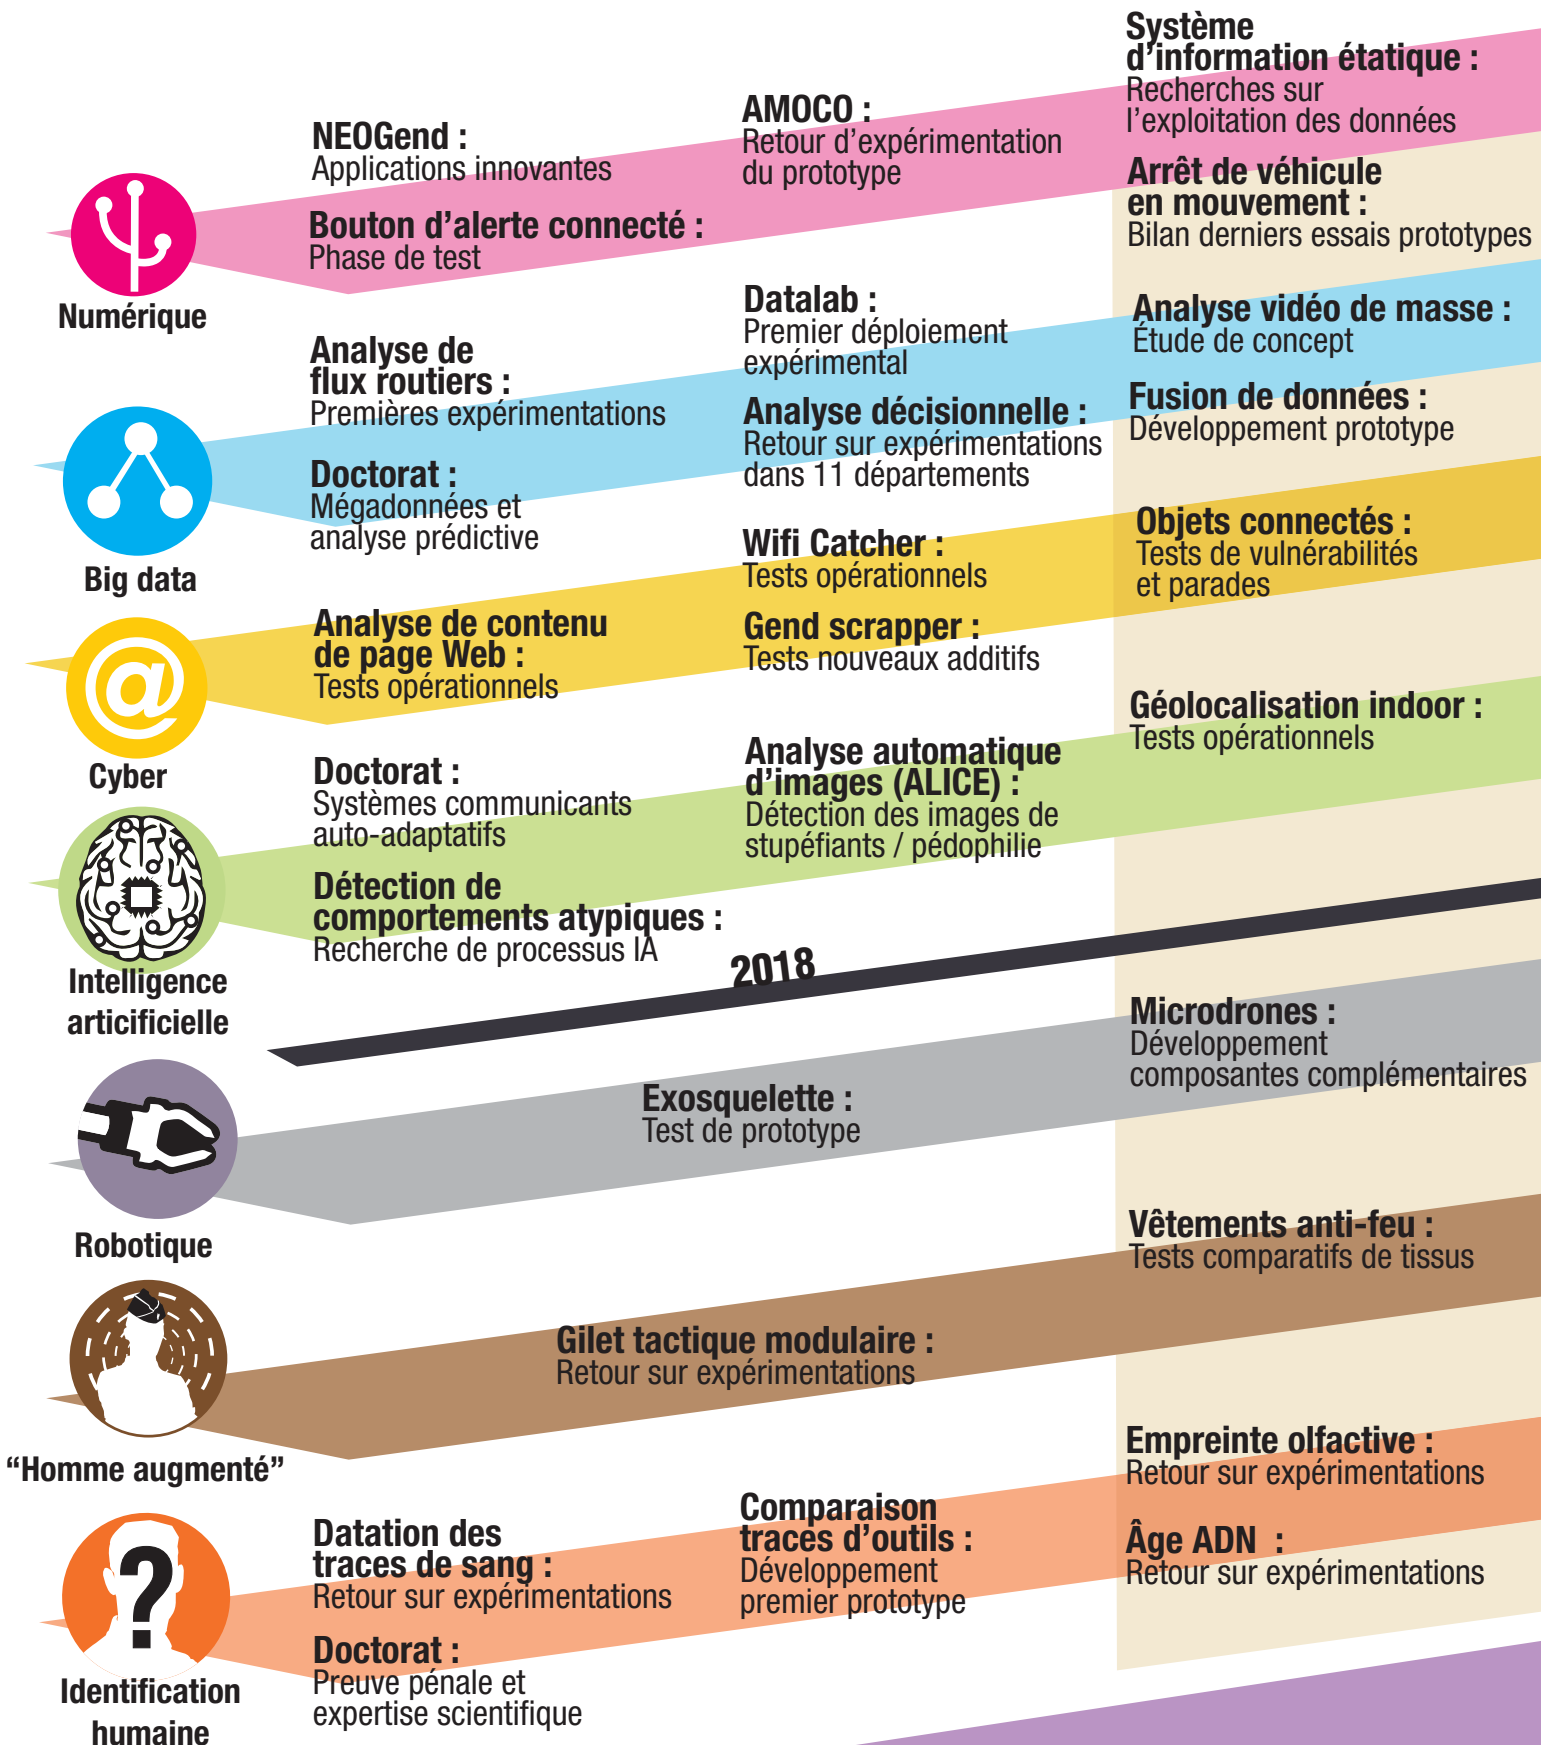 Système
d'information étatique :
Recherches sur
l'exploitation des données
NEOGend :
Applications innovantes
AMOCO :
Retour d'expérimentation
du prototype
Arrêt de véhicule
en mouvement :
Bilan derniers essais prototypes
Bouton d'alerte connecté :
Phase de test
Numérique
Analyse de
flux routiers :
Premières expérimentations
Datalab :
Premier déploiement
expérimental
Analyse vidéo de masse :
Étude de concept
Doctorat :
Mégadonnées et
analyse prédictive
Analyse décisionnelle :
Retour sur expérimentations
dans 11 départements
Fusion de données :
Développement prototype
Big data
Wifi Catcher :
Tests opérationnels
Objets connectés :
Tests de vulnérabilités
et parades
Analyse de contenu
de page Web :
Tests opérationnels
Gend scrapper :
Tests nouveaux additifs
@
Cyber
Doctorat :
Systèmes communicants
auto-adaptatifs
Analyse automatique
d'images (ALICE) :
Détection des images de
stupéfiants / pédophilie
Géolocalisation indoor :
Tests opérationnels
Détection de
comportements atypiques :
Recherche de processus IA
Intelligence
articificielle
2018
Microdrones :
Développement
composantes complémentaires
Exosquelette :
Test de prototype
Robotique
Vêtements anti-feu :
Tests comparatifs de tissus
Gilet tactique modulaire :
Retour sur expérimentations
“Homme augmenté”
Empreinte olfactive :
Retour sur expérimentations
Datation des
traces de sang :
Retour sur expérimentations
Comparaison
traces d'outils :
Développement
premier prototype
Âge ADN :
Retour sur expérimentations
?
Doctorat :
Preuve pénale et
expertise scientifique
Identification
humaine